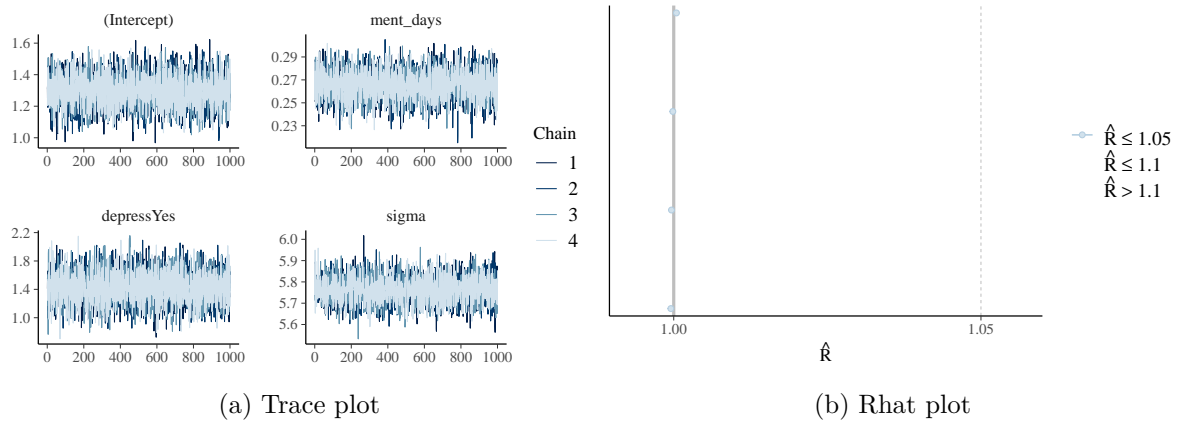 (Intercept)
1.6
1.4
1.2
1.0
0 200 400 600 800 1000
ment_days
0.29
0.27
0.25
0.23
0 200 400 600 800 1000
depressYes
2.2
1.8
1.4
1.0
0 200 400 600 800 1000
sigma
6.0
5.9
5.8
5.7
5.6
0 200 400 600 800 1000
Chain
1
2
3
4
(a) Trace plot
1.00 1.05
R̂
R̂ ≤ 1.05
R̂ ≤ 1.1
R̂ > 1.1
(b) Rhat plot